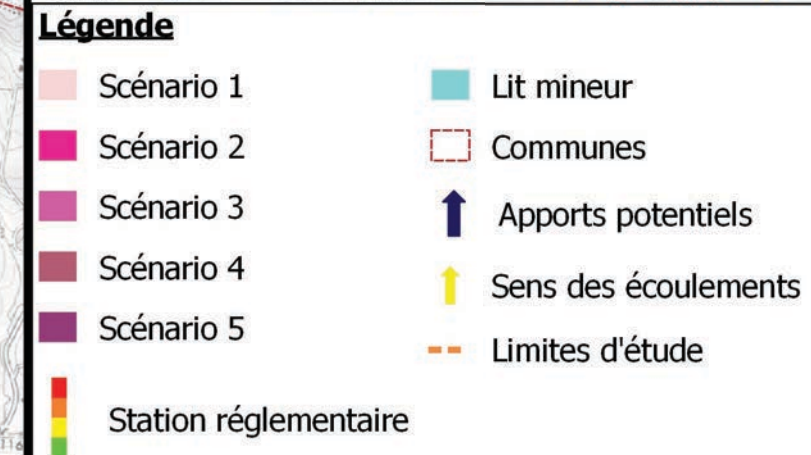 Légende
Scénario 1
Scénario 2
Scénario 3
Scénario 4
Scénario 5
Station réglementaire
Lit mineur
Communes
Apports potentiels
Sens des écoulements
Limites d'étude